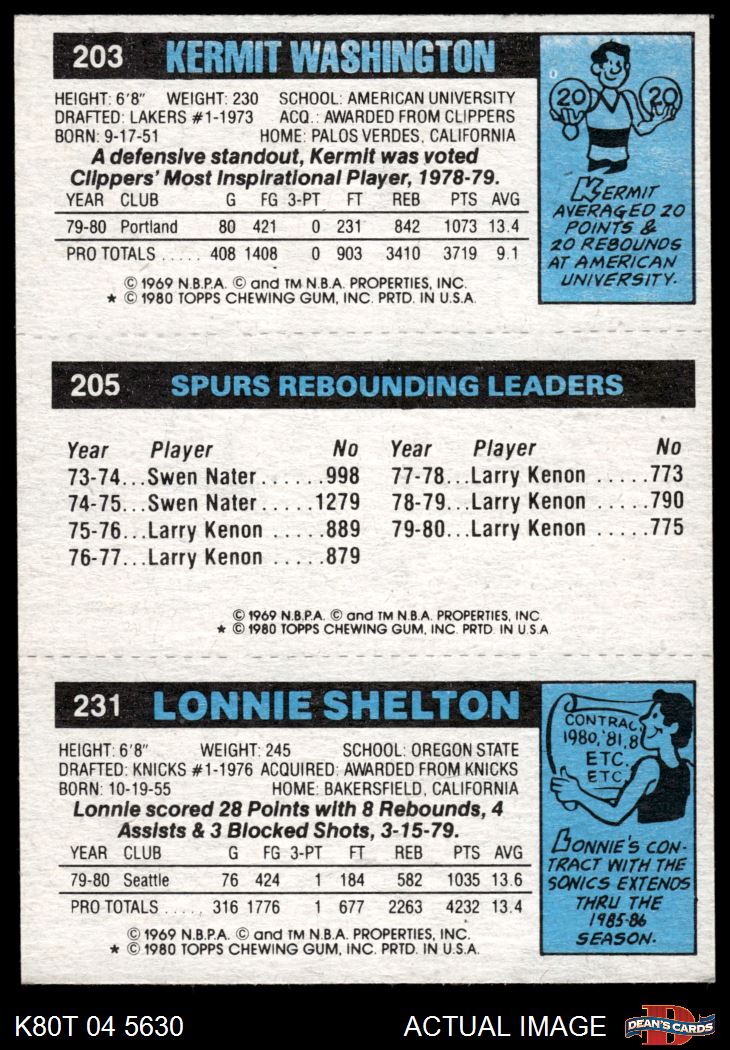 203 KERMIT WASHINGTON
HEIGHT: 6'8" WEIGHT: 230 SCHOOL: AMERICAN UNIVERSITY
DRAFTED: LAKERS #1-1973 ACQ.: AWARDED FROM CLIPPERS
BORN: 9-17-51 HOME: PALOS VERDES, CALIFORNIA
A defensive standout, Kermit was voted
Clippers' Most Inspirational Player, 1978-79.
YEAR CLUB G FG 3-PT FT REB PTS AVG
79-80 Portland 80 421 0 231 842 1073 13.4
PRO TOTALS ..... 408 1408 0 903 3410 3719 9.1
© 1969 N.B.P.A. © and TM N.B.A. PROPERTIES, INC.
* © 1980 TOPPS CHEWING GUM, INC. PRTD. IN U.S.A.
20 20
KERMIT
AVERAGED 20
POINTS &
20 REBOUNDS
AT AMERICAN
UNIVERSITY.
205 SPURS REBOUNDING LEADERS
Year Player No Year Player No
73-74...Swen Nater......998 77-78...Larry Kenon.....773
74-75...Swen Nater.....1279 78-79...Larry Kenon.....790
75-76...Larry Kenon.....889 79-80...Larry Kenon.....775
76-77...Larry Kenon.....879
© 1969 N.B.P.A. © and TM N.B.A. PROPERTIES, INC.
* © 1980 TOPPS CHEWING GUM, INC. PRTD. IN U.S.A.
231 LONNIE SHELTON
HEIGHT: 6'8" WEIGHT: 245 SCHOOL: OREGON STATE
DRAFTED: KNICKS #1-1976 ACQUIRED: AWARDED FROM KNICKS
BORN: 10-19-55 HOME: BAKERSFIELD, CALIFORNIA
Lonnie scored 28 Points with 8 Rebounds, 4
Assists & 3 Blocked Shots, 3-15-79.
YEAR CLUB G FG 3-PT FT REB PTS AVG
79-80 Seattle 76 424 1 184 582 1035 13.6
PRO TOTALS ..... 316 1776 1 677 2263 4232 13.4
© 1969 N.B.P.A. © and TM N.B.A. PROPERTIES, INC.
* © 1980 TOPPS CHEWING GUM, INC. PRTD. IN U.S.A.
CONTRAC
1980,'81,8
ETC.
ETC
LONNIE'S CON-
TRACT WITH THE
SONICS EXTENDS
THRU THE
1985-86
SEASON.
K80T 04 5630 ACTUAL IMAGE
D
DEAN'S CARDS